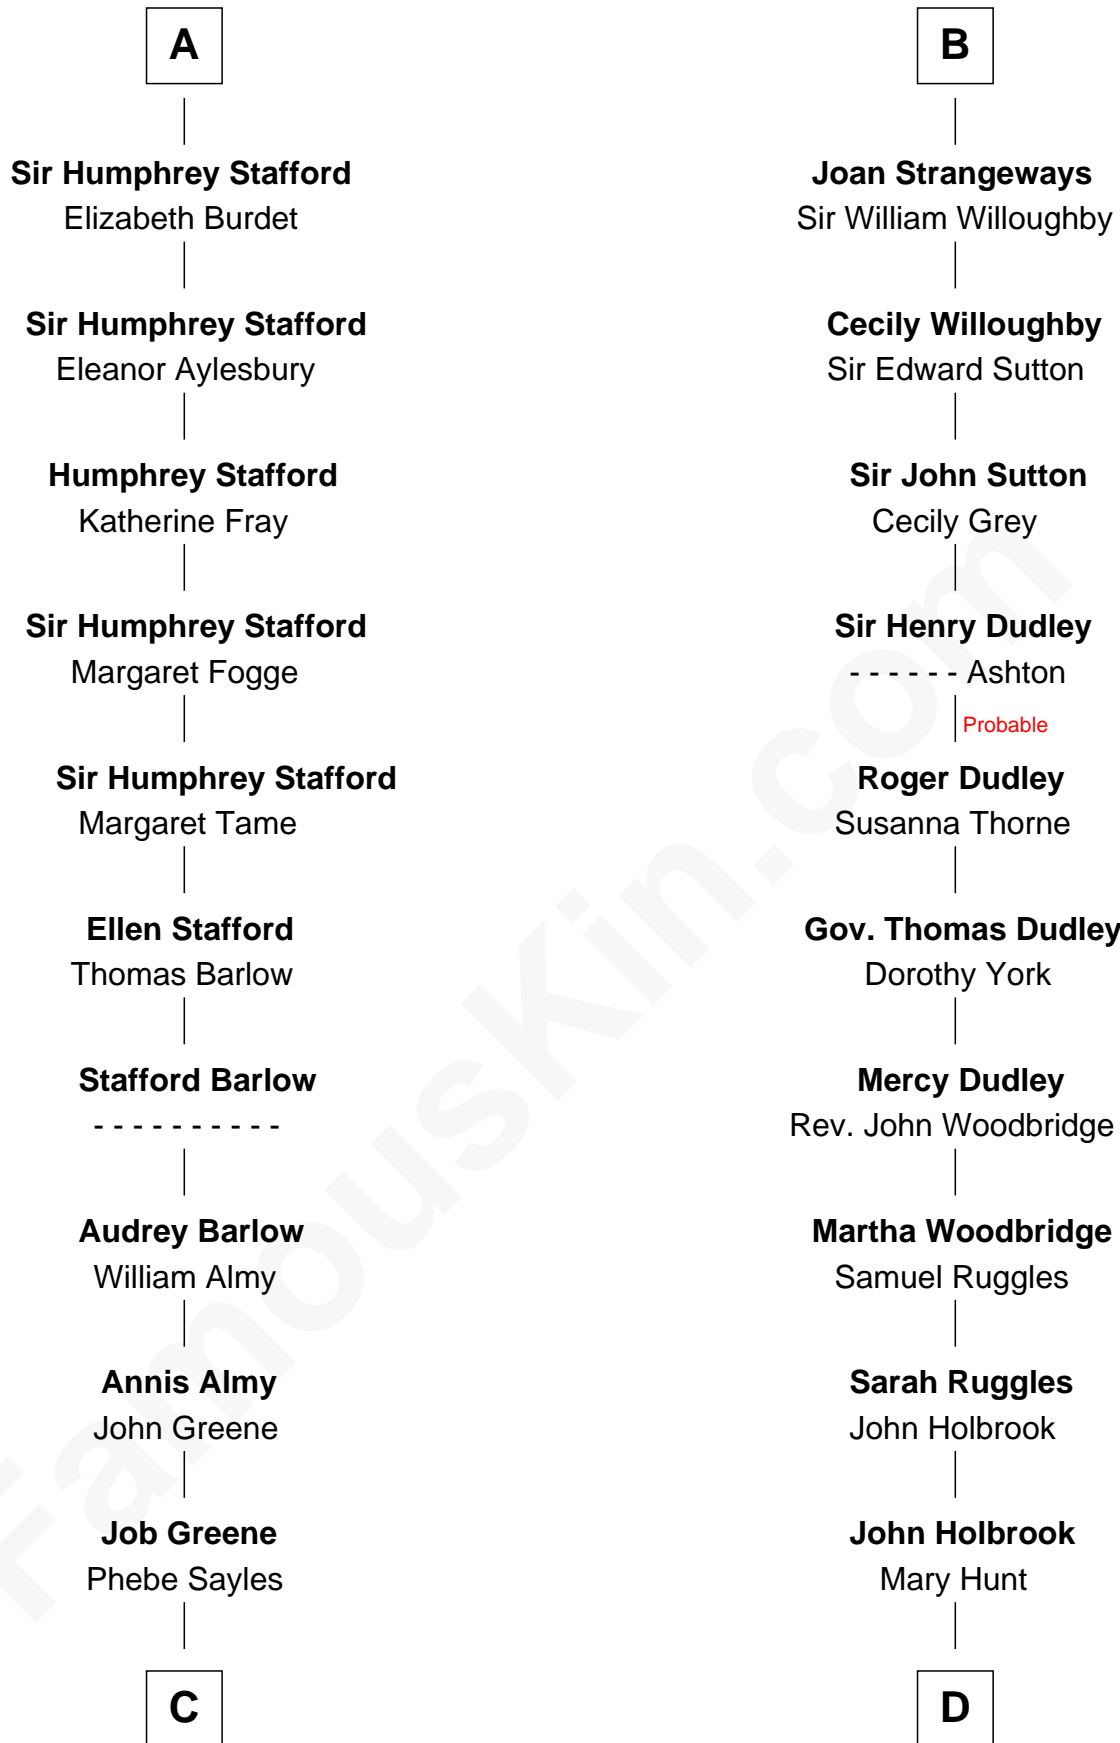 A
Sir Humphrey Stafford
Elizabeth Burdet
Sir Humphrey Stafford
Eleanor Aylesbury
Humphrey Stafford
Katherine Fray
Sir Humphrey Stafford
Margaret Fogge
Sir Humphrey Stafford
Margaret Tame
Ellen Stafford
Thomas Barlow
Stafford Barlow
- - - - - - - - - -
Audrey Barlow
William Almy
Annis Almy
John Greene
Job Greene
Phebe Sayles
C
B
Joan Strangeways
Sir William Willoughby
Cecily Willoughby
Sir Edward Sutton
Sir John Sutton
Cecily Grey
Sir Henry Dudley
- - - - - - Ashton
Probable
Roger Dudley
Susanna Thorne
Gov. Thomas Dudley
Dorothy York
Mercy Dudley
Rev. John Woodbridge
Martha Woodbridge
Samuel Ruggles
Sarah Ruggles
John Holbrook
John Holbrook
Mary Hunt
D
FamousKin.com